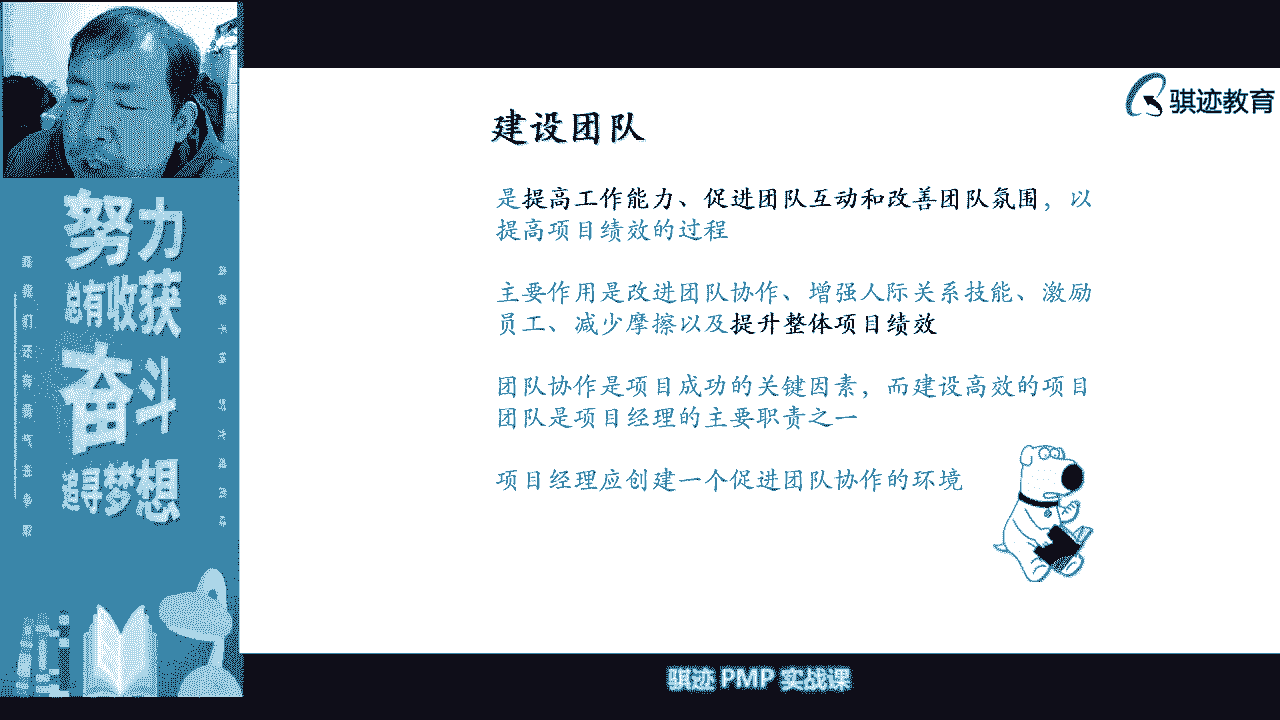 骐迹教育
建设团队
是提高工作能力、促进团队互动和改善团队氛围，以
提高项目绩效的过程
主要作用是改进团队协作、增强人际关系技能、激励
员工、减少摩擦以及提升整体项目绩效
团队协作是项目成功的关键因素，而建设高效的项目
团队是项目经理的主要职责之一
项目经理应创建一个促进团队协作的环境
努力
总有收获
奋斗
追寻梦想
骐迹 PMP 实战课